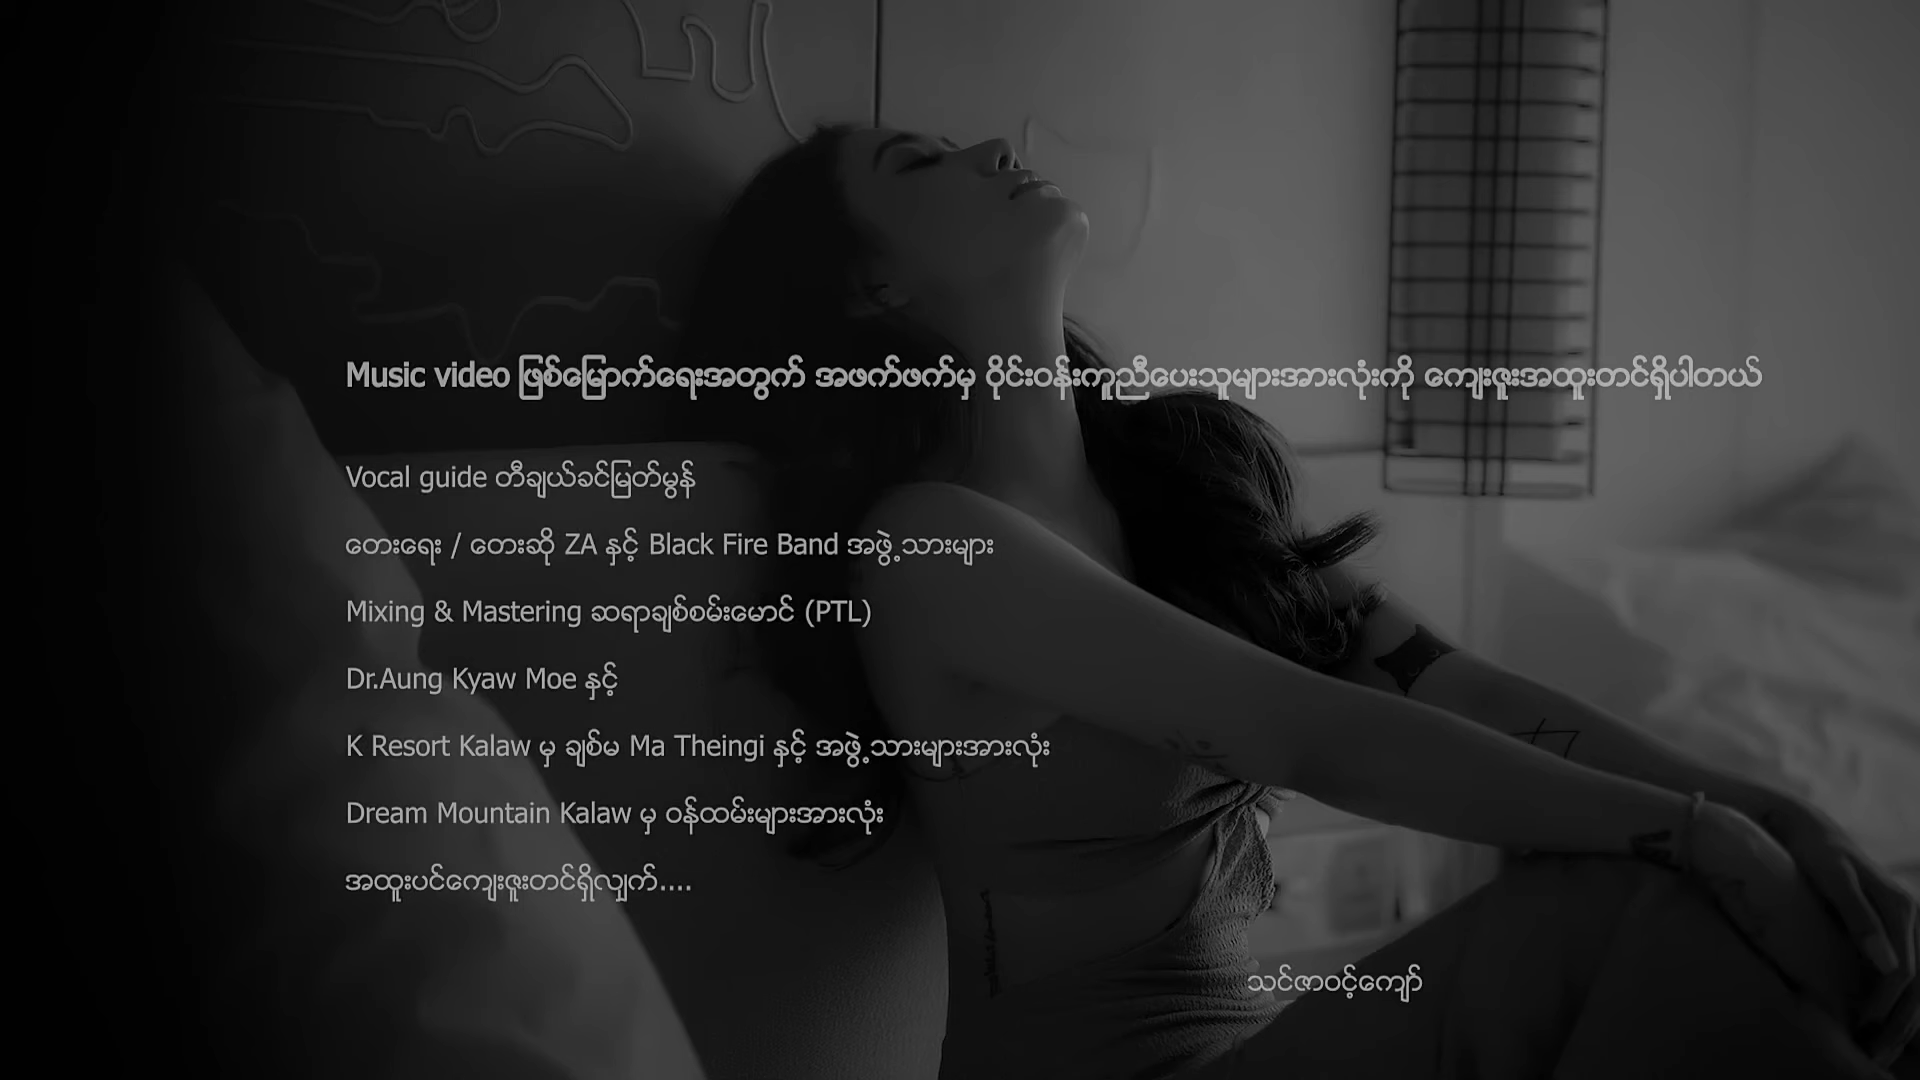 Music video ဖြစ်မြောက်ရေးအတွက် အဖက်ဖက်မှ ဝိုင်းဝန်းကူညီပေးသူများအားလုံးကို ကျေးဇူးအထူးတင်ရှိပါတယ်
Vocal guide တီချယ်ခင်မြတ်မွန်
တေးရေး / တေးဆို ZA နှင့် Black Fire Band အဖွဲ့သားများ
Mixing & Mastering ဆရာချစ်စမ်းမောင် (PTL)
Dr.Aung Kyaw Moe နှင့်
K Resort Kalaw မှ ချစ်မ Ma Theingi နှင့် အဖွဲ့သားများအားလုံး
Dream Mountain Kalaw မှ ဝန်ထမ်းများအားလုံး
အထူးပင်ကျေးဇူးတင်ရှိလျှက်....
သင်ဇာဝင့်ကျော်